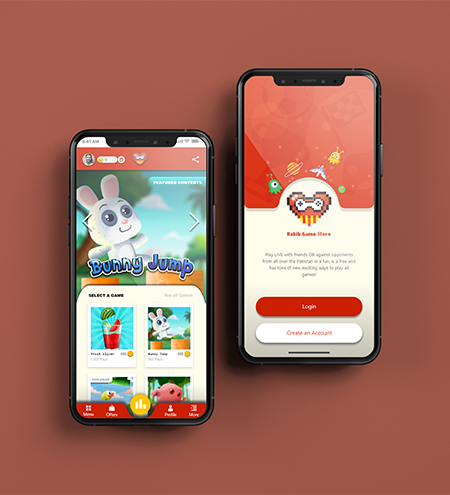 9:41 AM
FEATURED CONTENTS
Bunny Jump
SELECT A GAME
See all Games
Fruit Slicer
Bunny Jump
Menu
Offers
Profile
More
Habib Game Store
Play LIVE with friends OR against opponents
from all over the Pakistan in a fun, is a free and
has tons of new exciting ways to play all
games!
Login
Create an Account